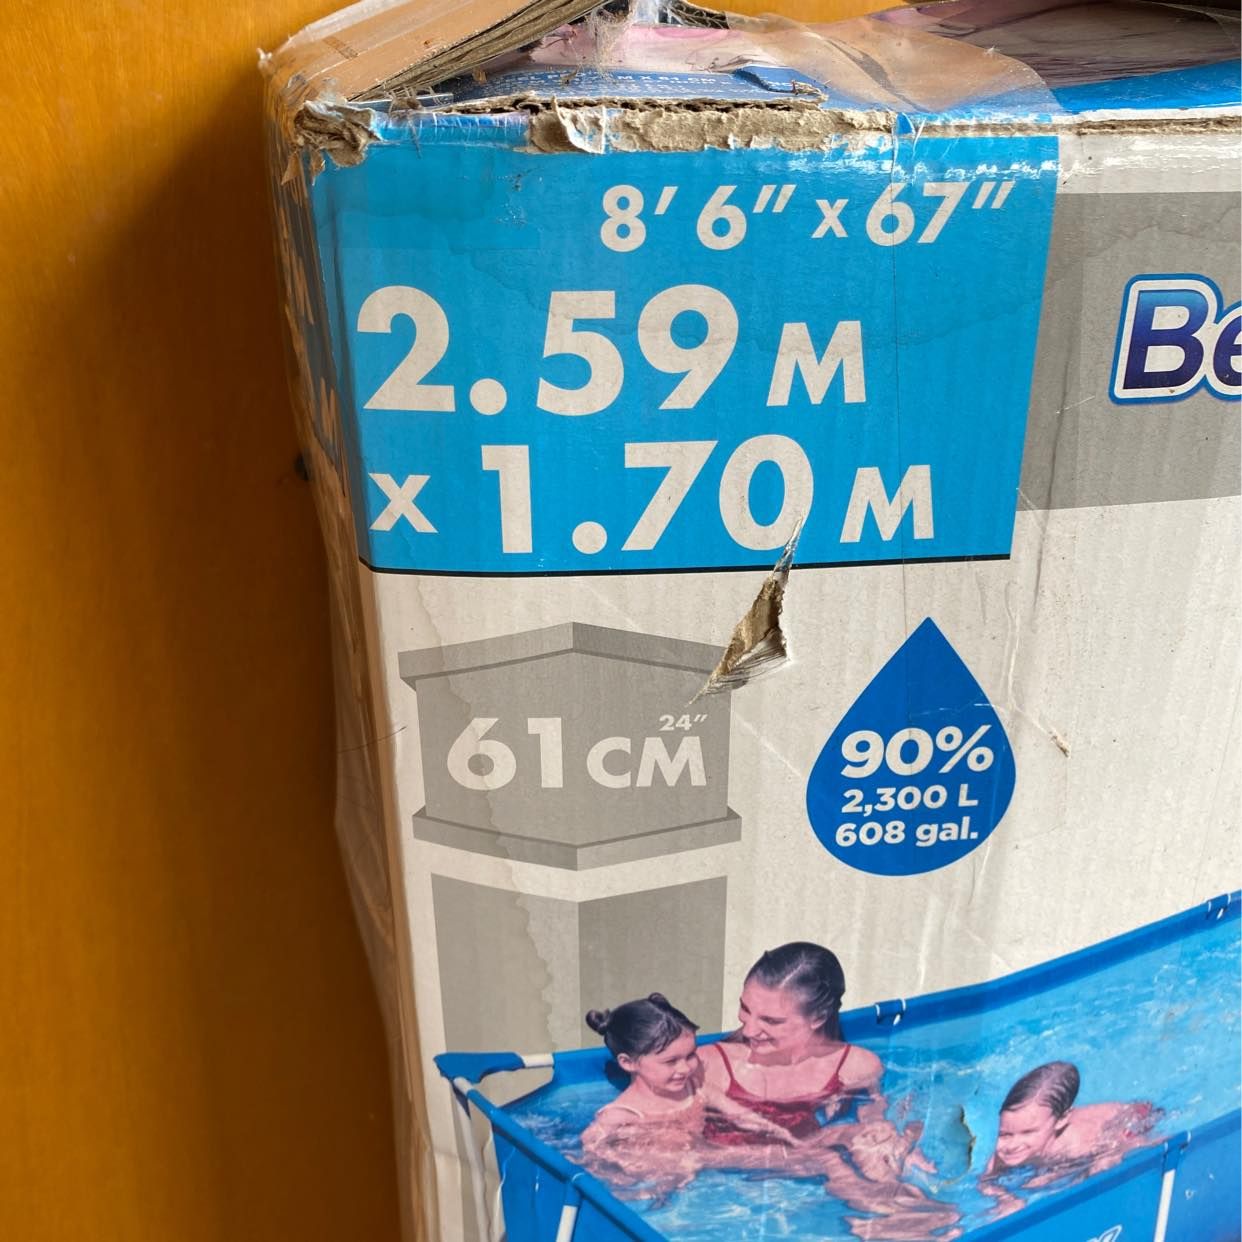 8' 6" x 67"
2.59 M
x 1.70 M
Be
61 CM 24"
90%
2,300 L
608 gal.